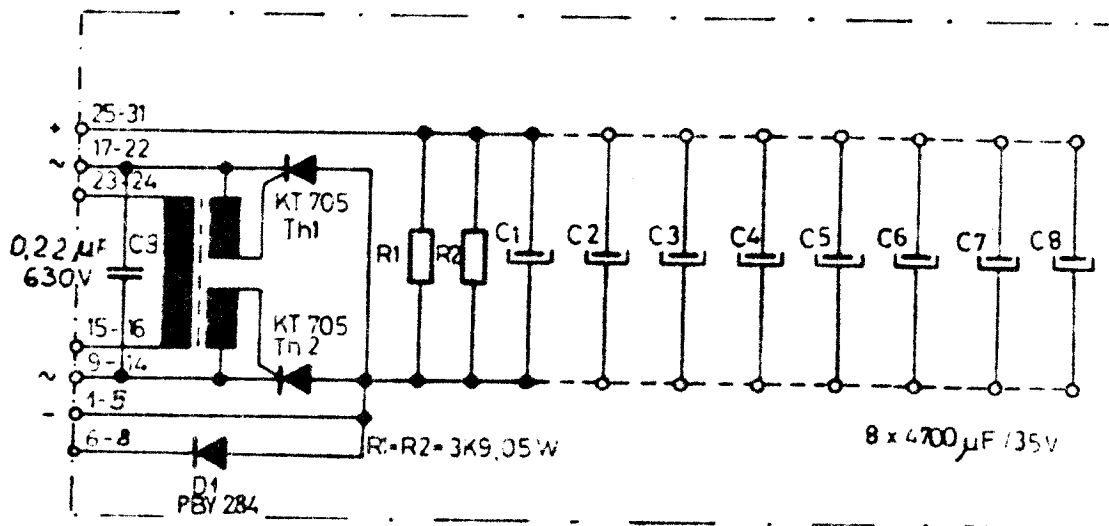 25-31
+
17-22
~
23-24
KT 705
Th1
0,22 µF
630V
C9
R1
R2
C1
C2
C3
C4
C5
C6
C7
C8
15-16
KT 705
Th 2
9-14
~
1-5
-
6-8
R1=R2=3K9,05W
8 x 4700 µF/35V
D1
PBY 284